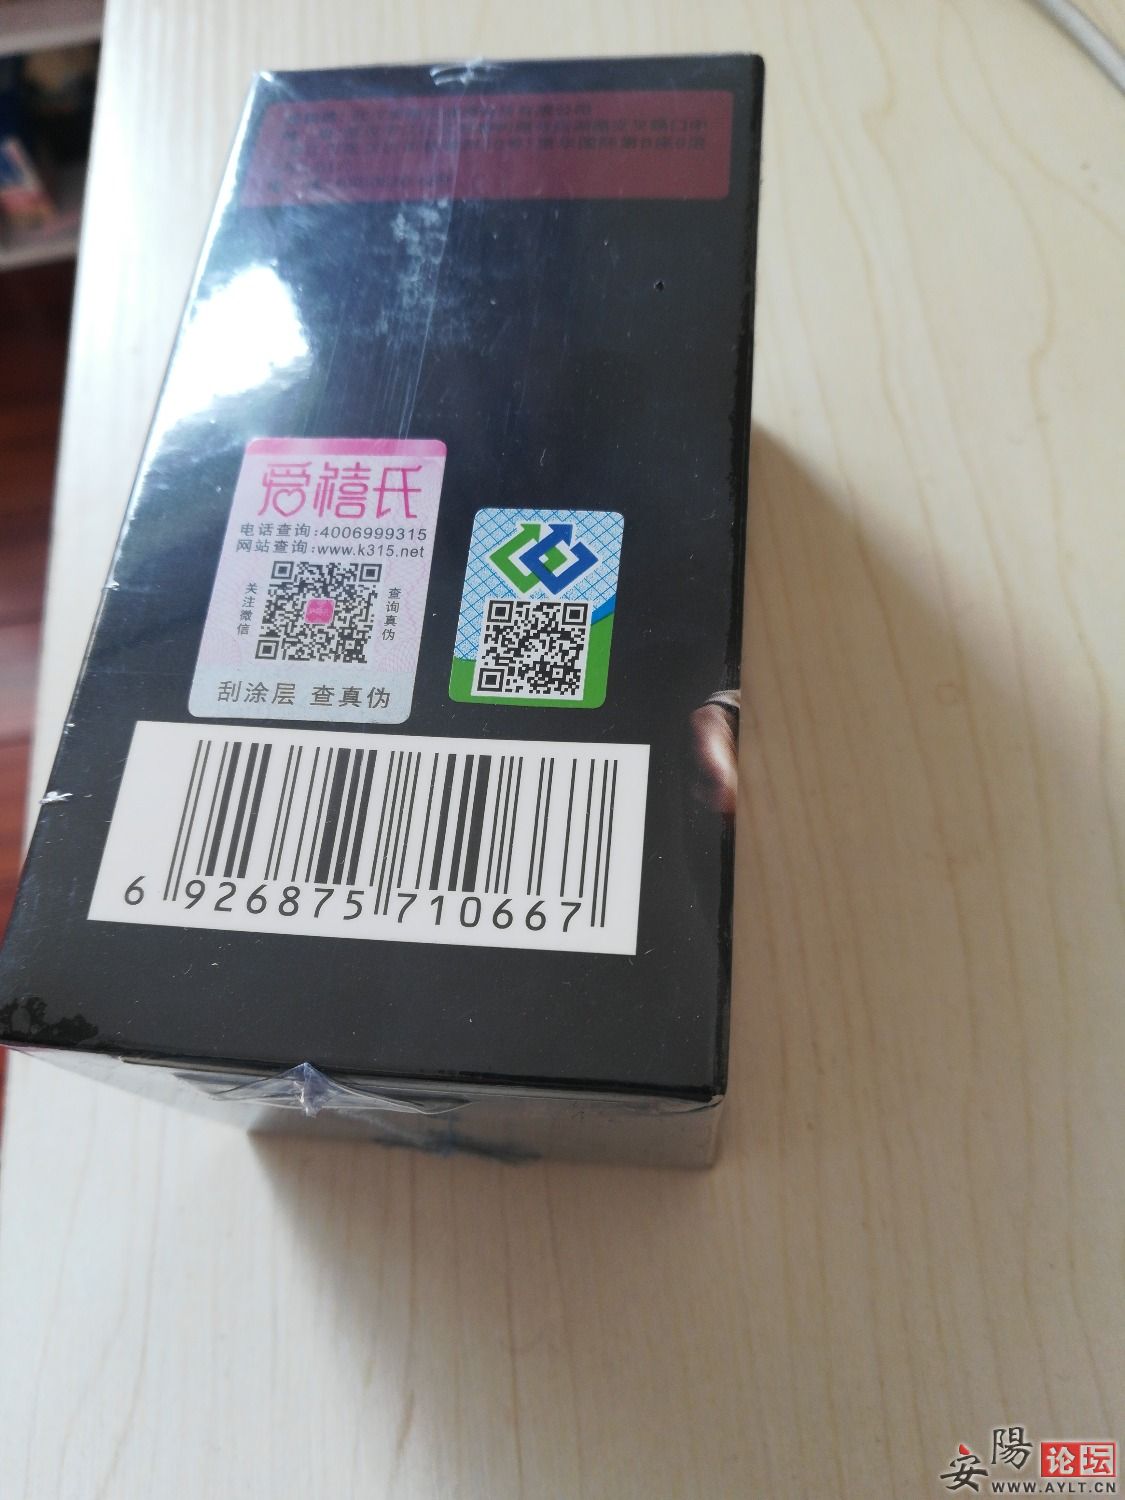 爱禧氏
电话查询:4006999315
网站查询:www.k315.net
关注微信
查询真伪
刮涂层 查真伪
6 926875 710667
安陽论坛
WWW.AYLT.CN